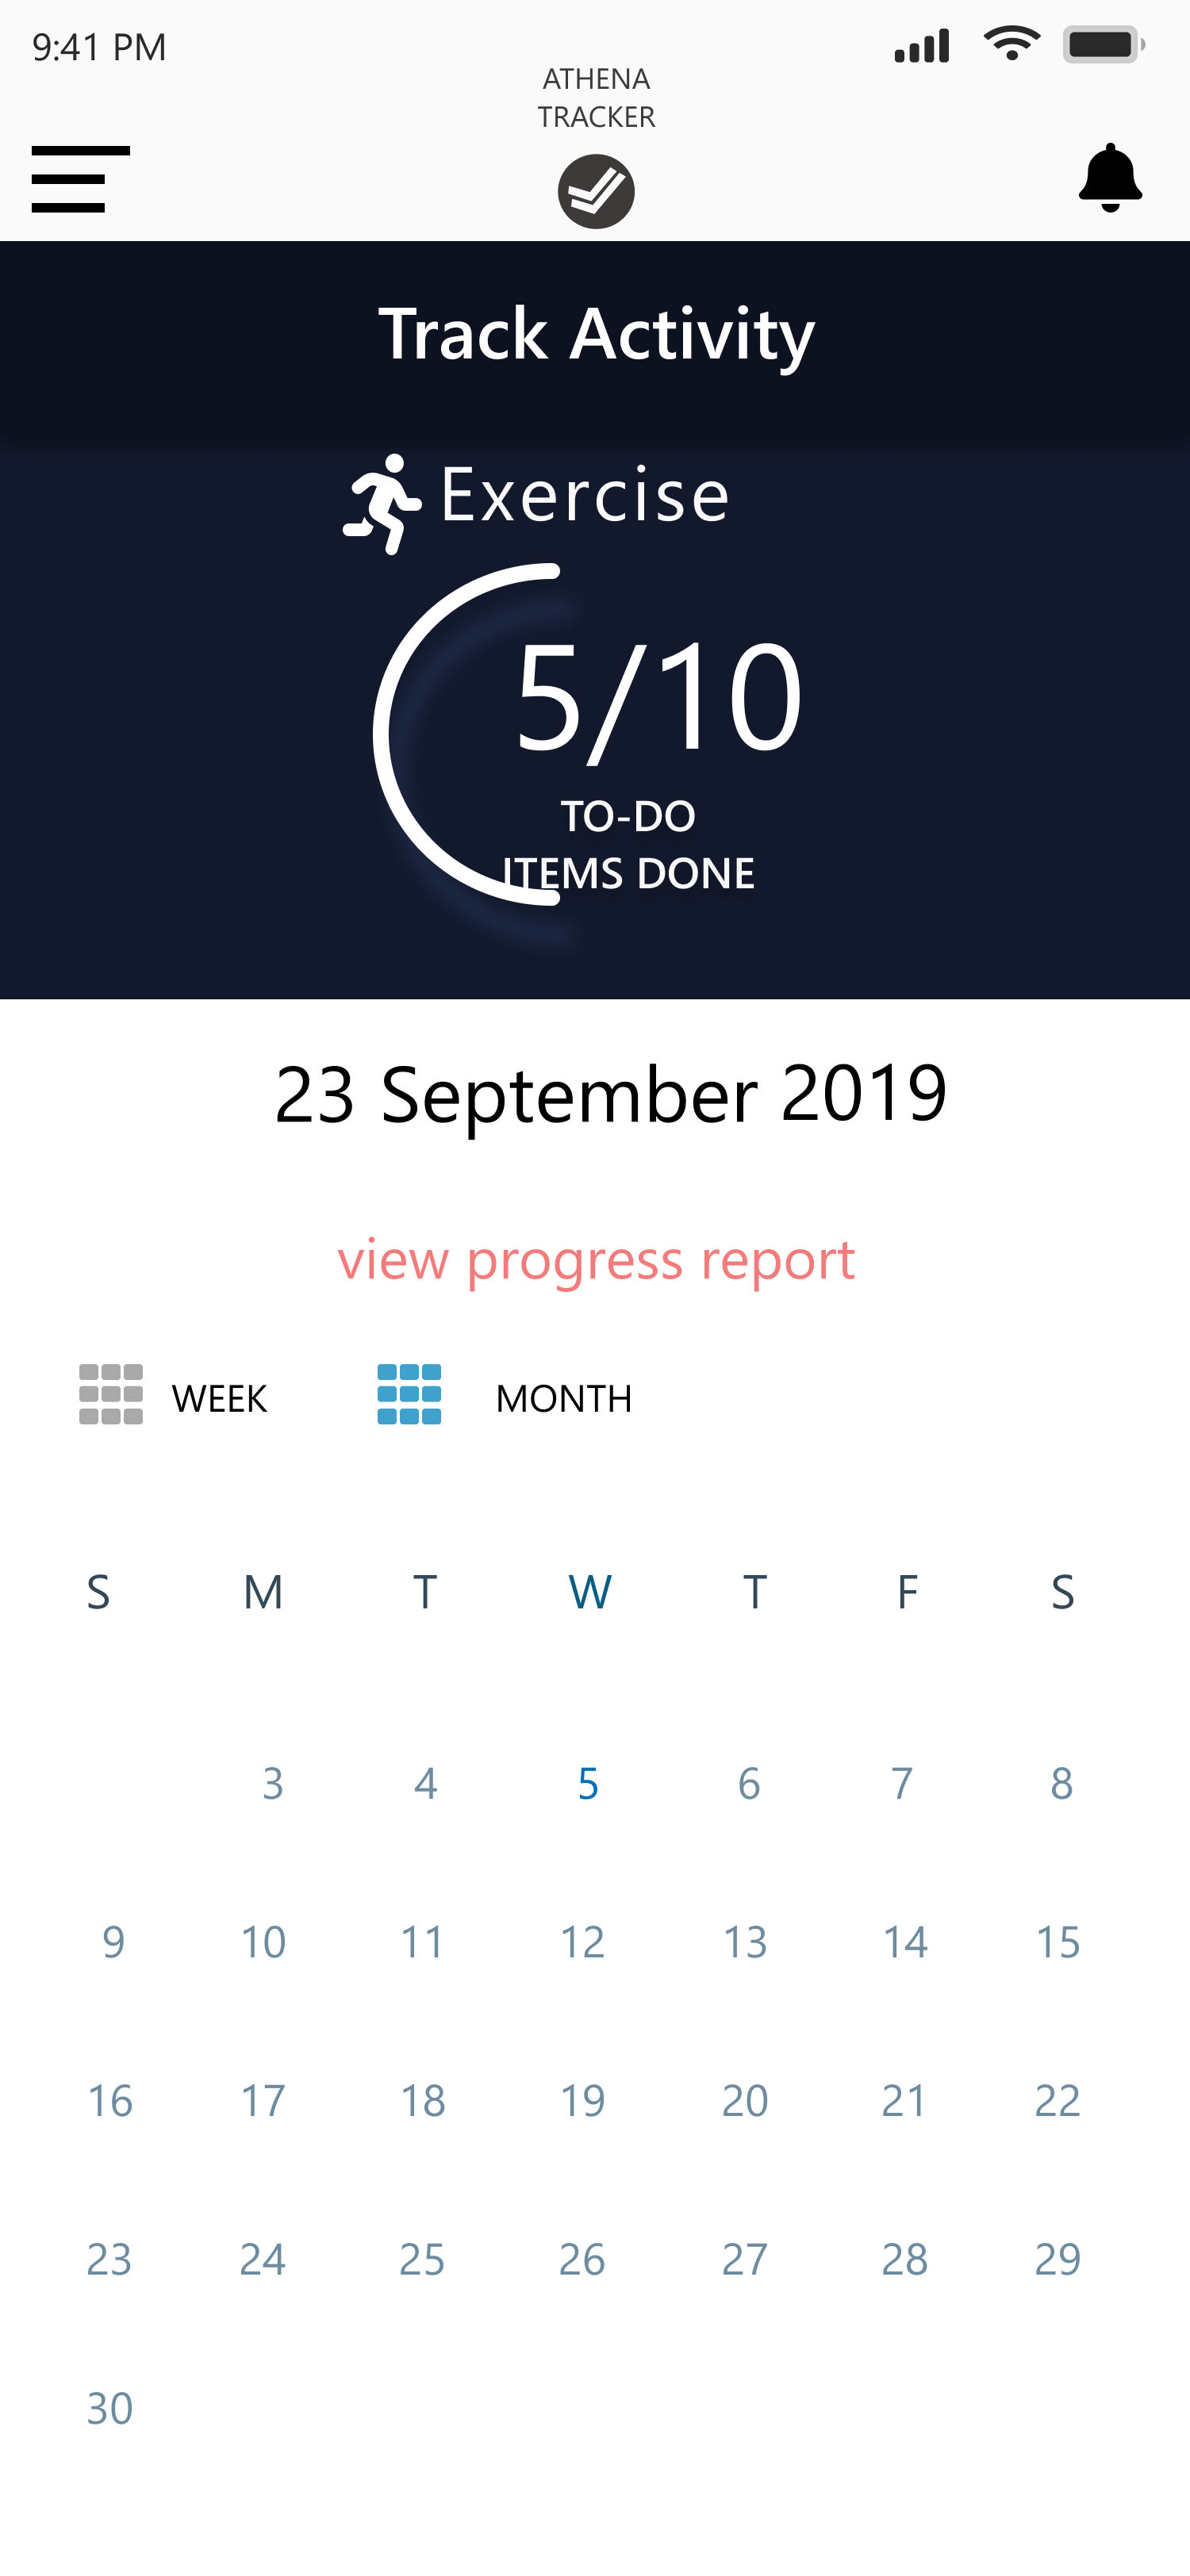 9:41 PM
ATHENA
TRACKER
Track Activity
Exercise
5/10
TO-DO
ITEMS DONE
23 September 2019
view progress report
WEEK MONTH
S M T W T F S
3 4 5 6 7 8
9 10 11 12 13 14 15
16 17 18 19 20 21 22
23 24 25 26 27 28 29
30